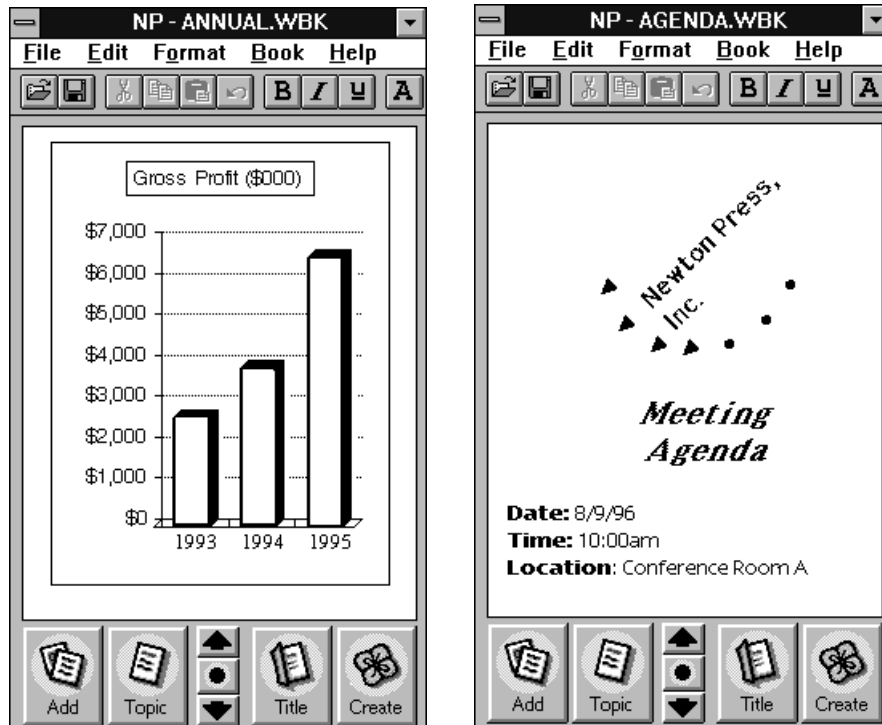 NP - ANNUAL.WBK
File Edit Format Book Help
B I U A
Gross Profit ($000)
$7,000
$6,000
$5,000
$4,000
$3,000
$2,000
$1,000
$0
1993 1994 1995
Add Topic Title Create
NP - AGENDA.WBK
File Edit Format Book Help
B I U A
Newton Press,
Inc.
Meeting
Agenda
Date: 8/9/96
Time: 10:00am
Location: Conference Room A
Add Topic Title Create